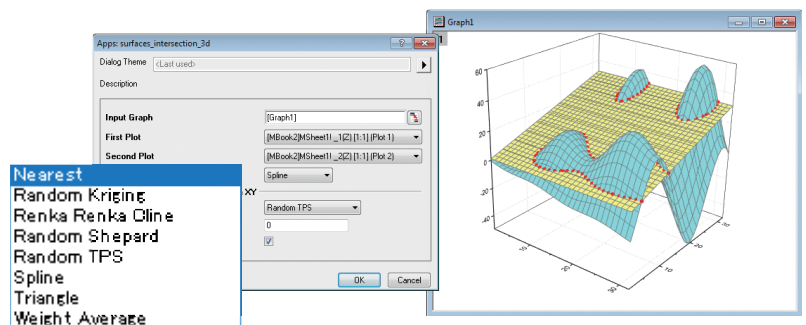 Graph1
1
Apps: surfaces_intersection_3d
Dialog Theme <Last used>
Description
Input Graph [Graph1]
First Plot [MBook2]MSheet1!_1(Z) [1:1] {Plot 1}
Second Plot [MBook2]MSheet1!_2(Z) [1:1] {Plot 2}
Spline
XY
Random TPS
0
OK Cancel
Nearest
Random Kriging
Renka Renka Cline
Random Shepard
Random TPS
Spline
Triangle
Weight Average
60
40
20
0
-20
-40
10
20
30
10
20
30